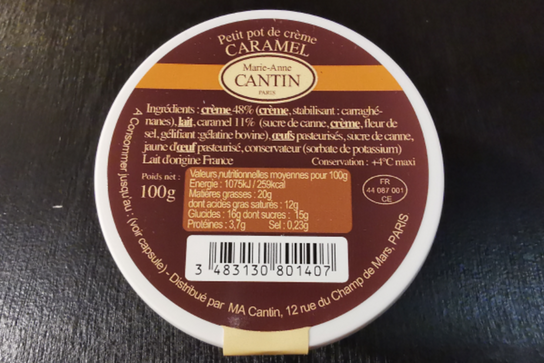 Petit pot de crème
CARAMEL
Marie-Anne
CANTIN
PARIS
Ingrédients : crème 48% (crème, stabilisant : carraghé-
nanes), lait, caramel 11% (sucre de canne, crème, fleur de
sel, gélifiant :gélatine bovine), œufs pasteurisés, sucre de canne,
jaune d'œuf pasteurisé, conservateur (sorbate de potassium)
Lait d'origine France Conservation : +4°C maxi
Poids net :
100g
Valeurs nutritionnelles moyennes pour 100g
Energie : 1075kJ / 259kcal
Matières grasses : 20g
dont acides gras saturés : 12g
Glucides : 16g dont sucres : 15g
Protéines : 3,7g Sel : 0,23g
FR
44 087 001
CE
3 483130 801407
A Consommer jusqu'au : (voir capsule) - Distribué par MA Cantin, 12 rue du Champ de Mars, PARIS